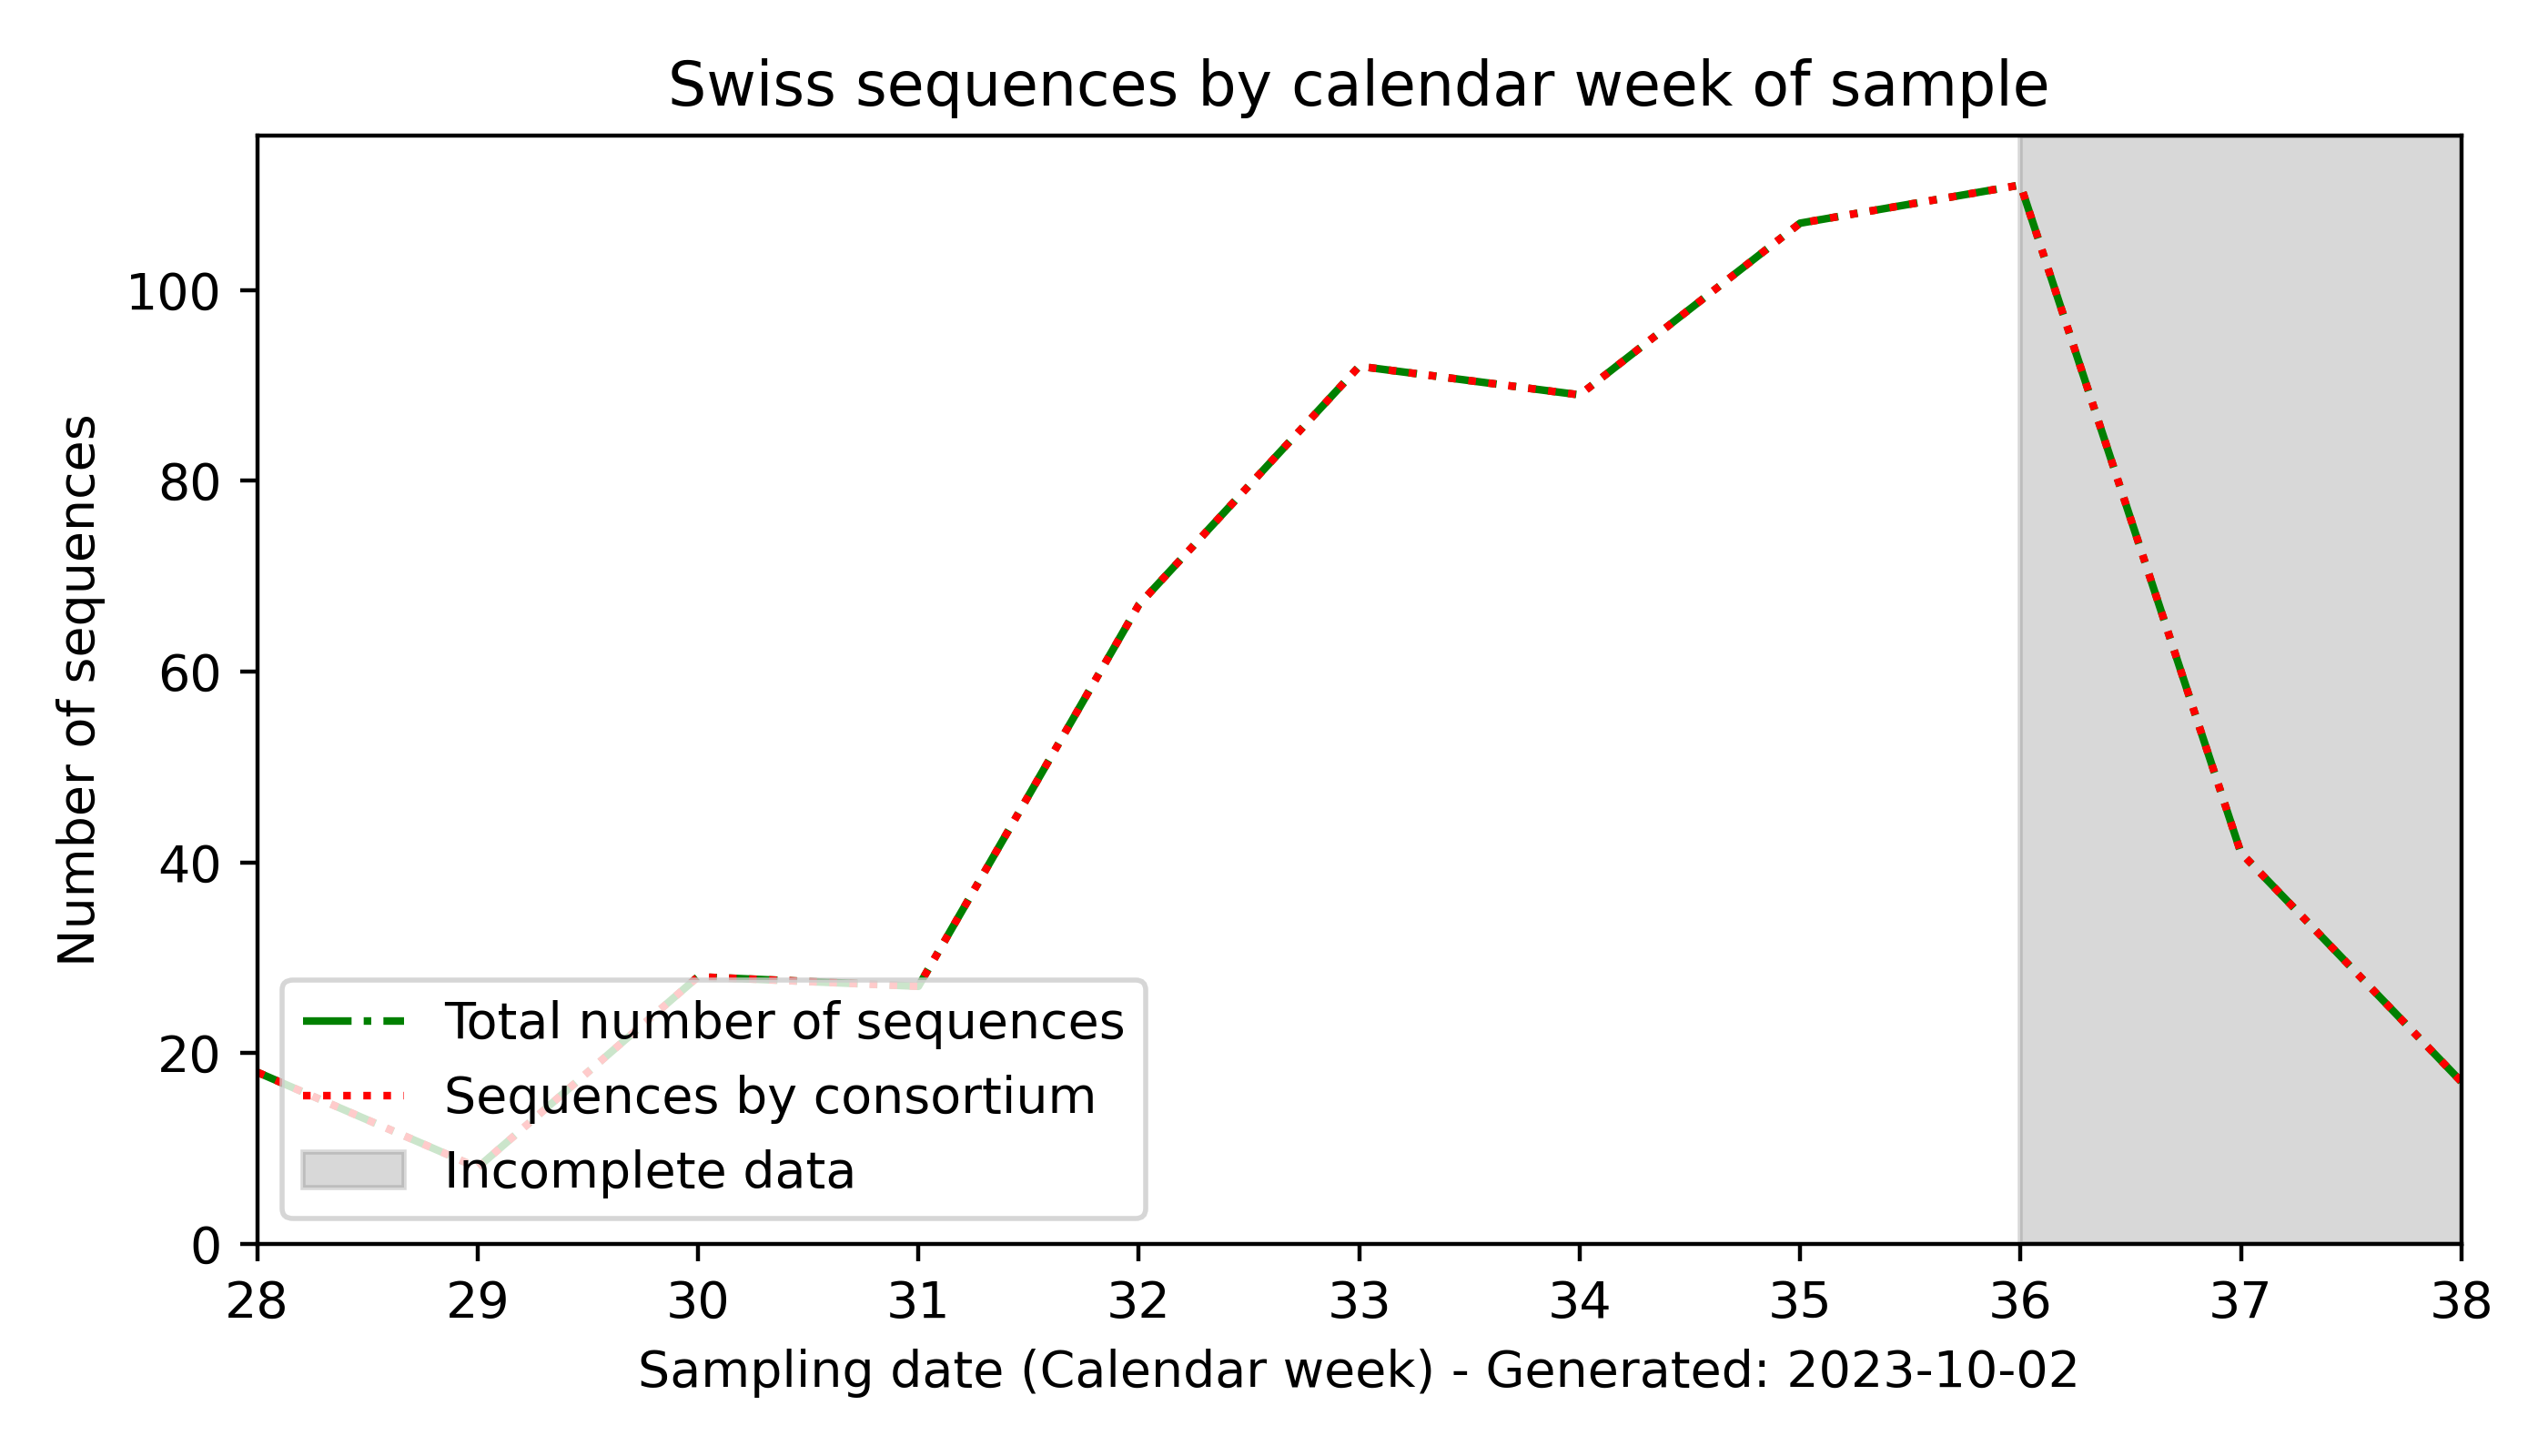 Swiss sequences by calendar week of sample
Number of sequences
100
80
60
40
20
0
Total number of sequences
Sequences by consortium
Incomplete data
28 29 30 31 32 33 34 35 36 37 38
Sampling date (Calendar week) - Generated: 2023-10-02